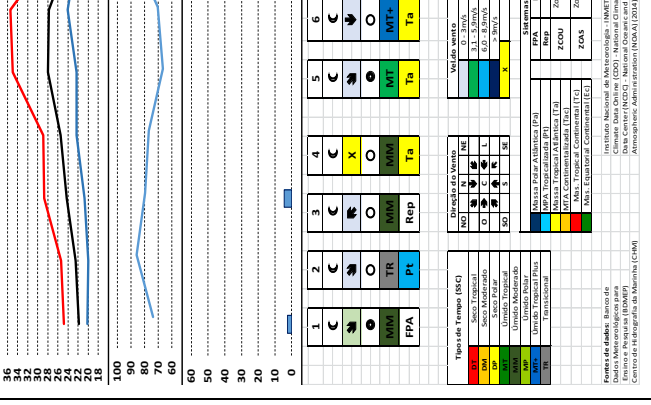 36
34
32
30
28
26
24
22
20
18
100
90
80
70
60
60
50
40
30
20
10
0
1 2 3 4 5 6
X
MM TR MM MM MT MT+
FPA Pt Rep Ta Ta Ta
Tipos de Tempo (SSC)
DT Seco Tropical
DM Seco Moderado
DP Seco Polar
MT Úmido Tropical
MM Úmido Moderado
MP Úmido Polar
MT+ Úmido Tropical Plus
TR Transicional
Direção do Vento
NO N NE
O C L
SO S SE
Vel.do vento
0 - 3m/s
3,1 - 5,9m/s
6,0 - 8,9m/s
> 9m/s
x
Massa Polar Atlântica (Pa)
MPA Tropicalizada (Pt)
Massa Tropical Atlântica (Ta)
MTA Continentalizada (Tac)
Mas. Tropical Continental (Tc)
Mas. Equatorial Continental (Ec)
Sistemas
FPA
Rep
ZCOU
ZCAS
Fontes de dados: Banco de
Dados Meteorológicos para
Ensino e Pesquisa (BDMEP)
Centro de Hidrografia da Marinha (CHM)
Instituto Nacional de Meteorologia - INMET
Climate Data Online (CDO) - National Clima
Data Center (NCDC) - National Oceanic and
Atmospheric Administration (NOAA) (2014)